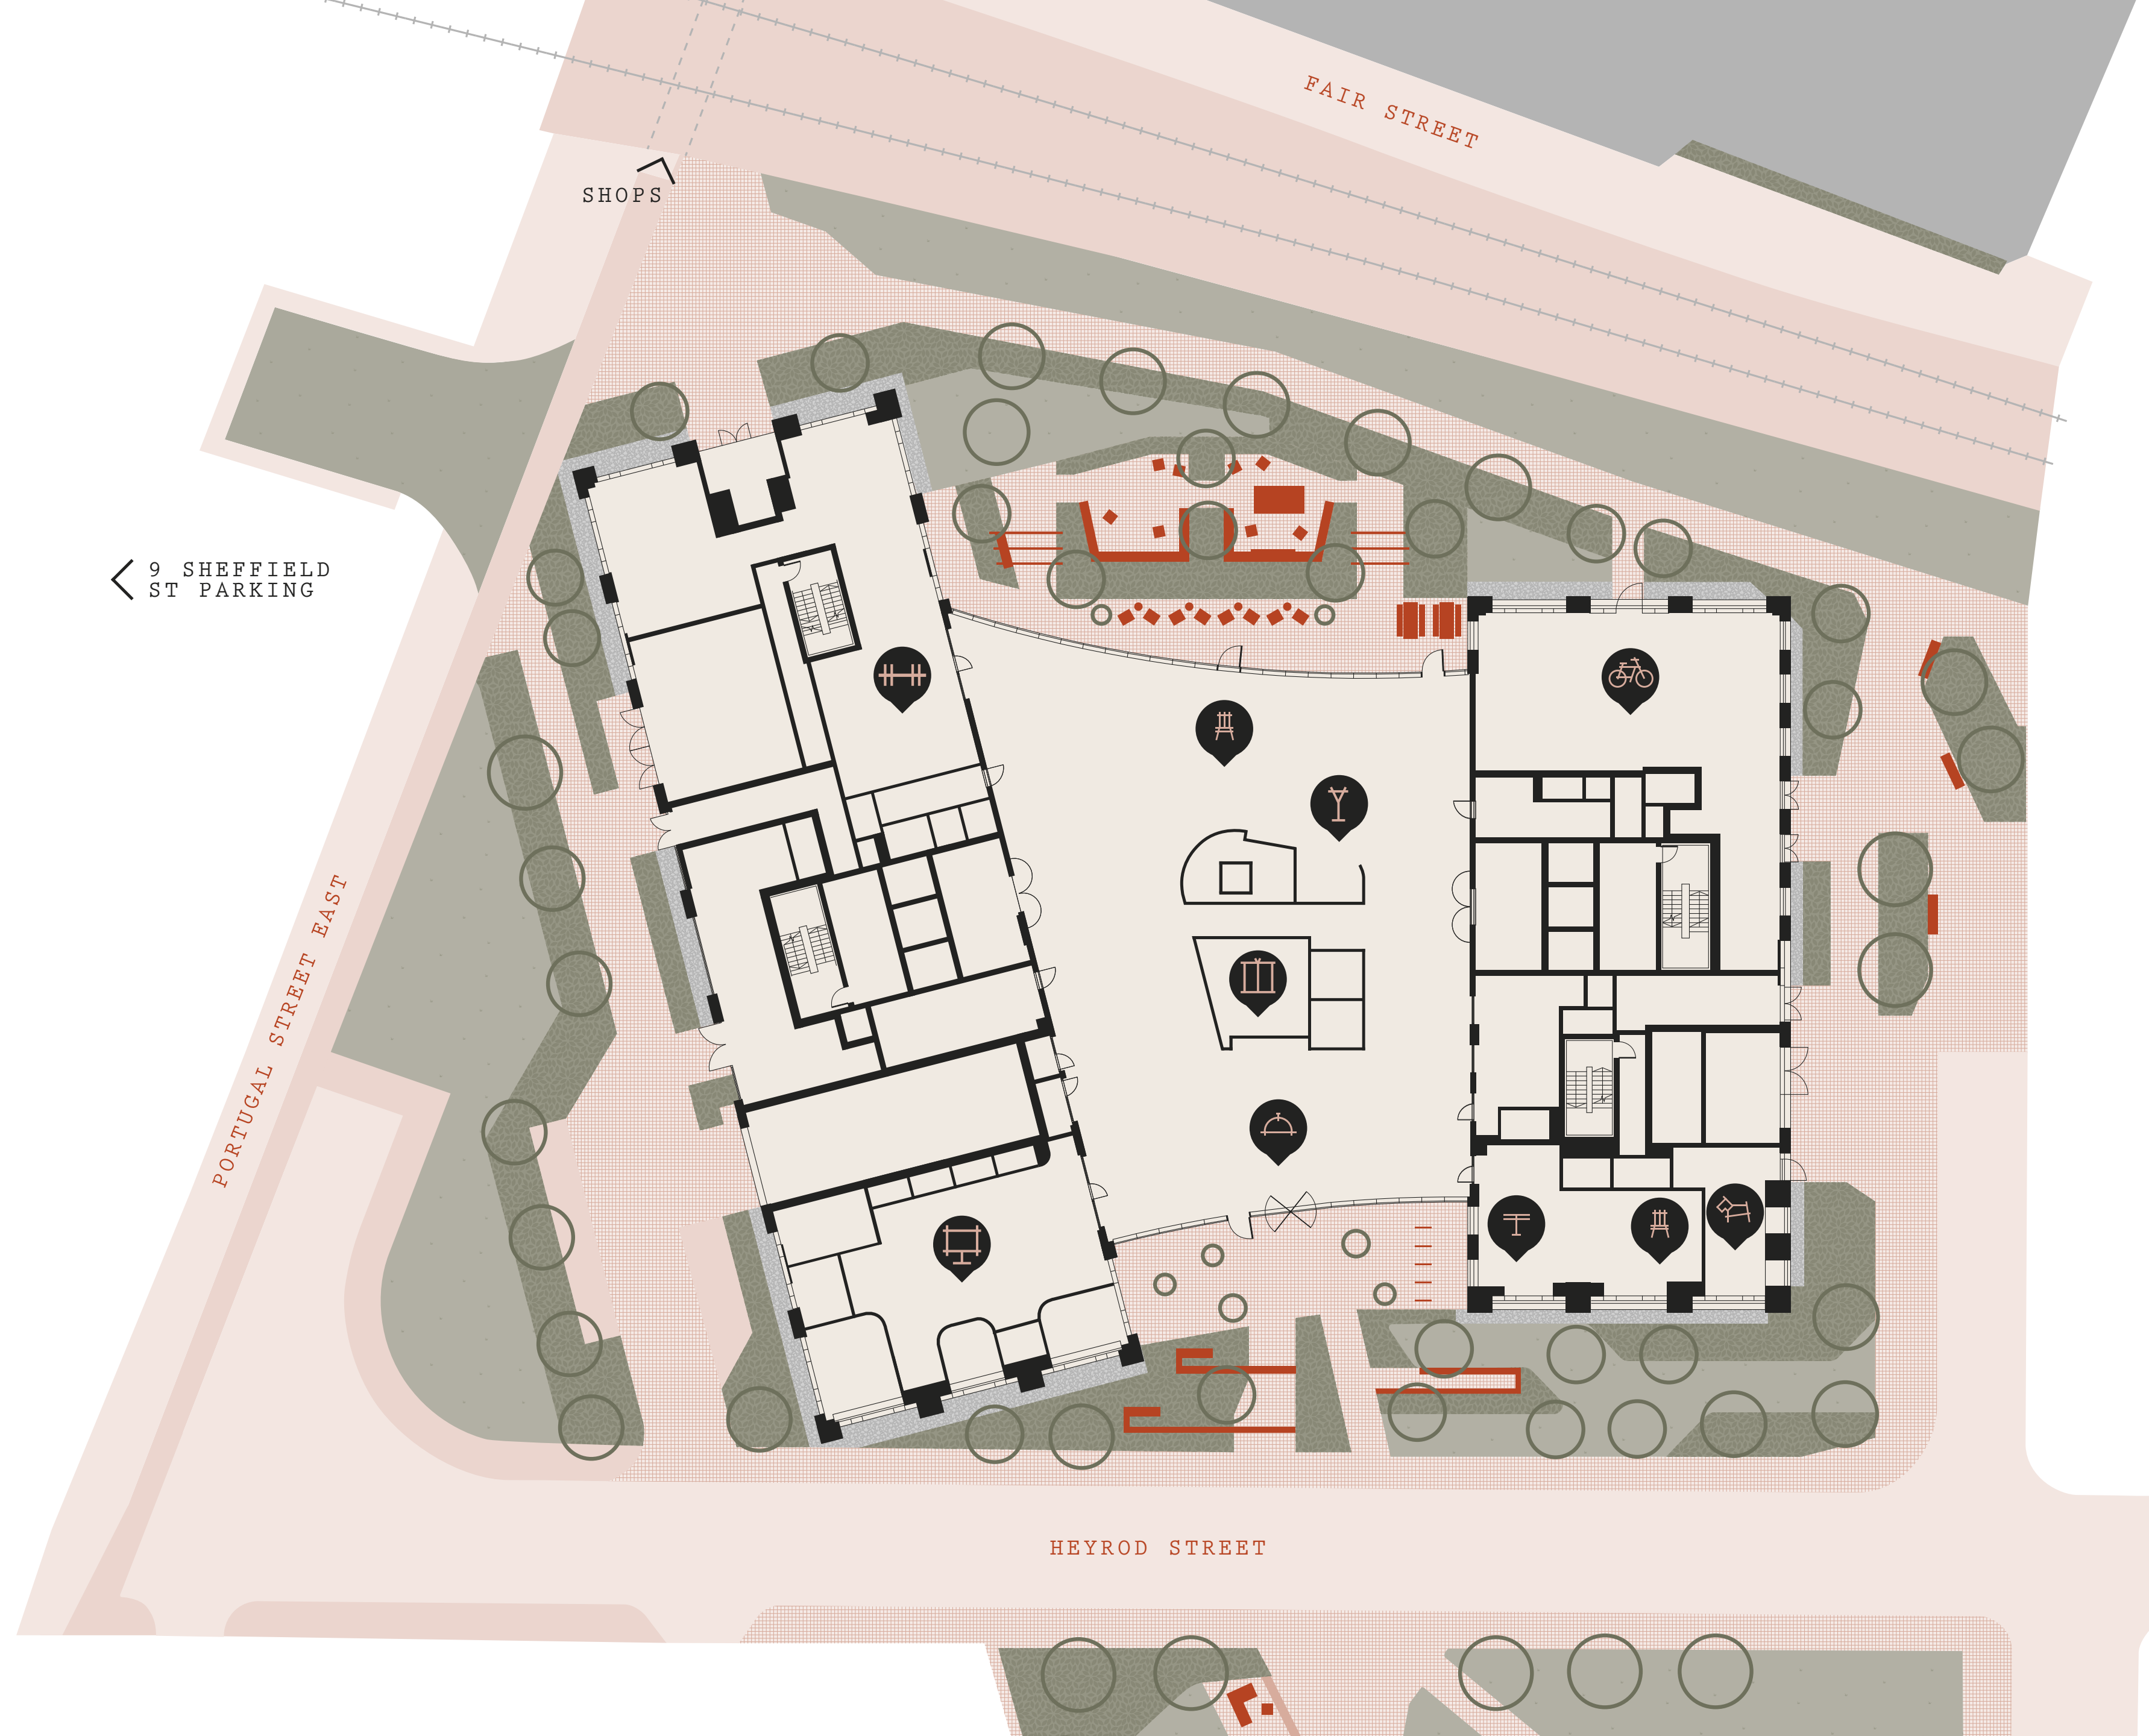 FAIR STREET
SHOPS
9 SHEFFIELD
ST PARKING
PORTUGAL STREET EAST
HEYROD STREET